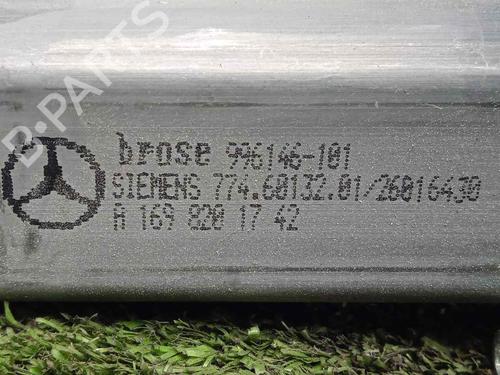 B-PARTS
brose 996146-101
SIEMENS 774.60132.01/26016430
A 169 820 17 42